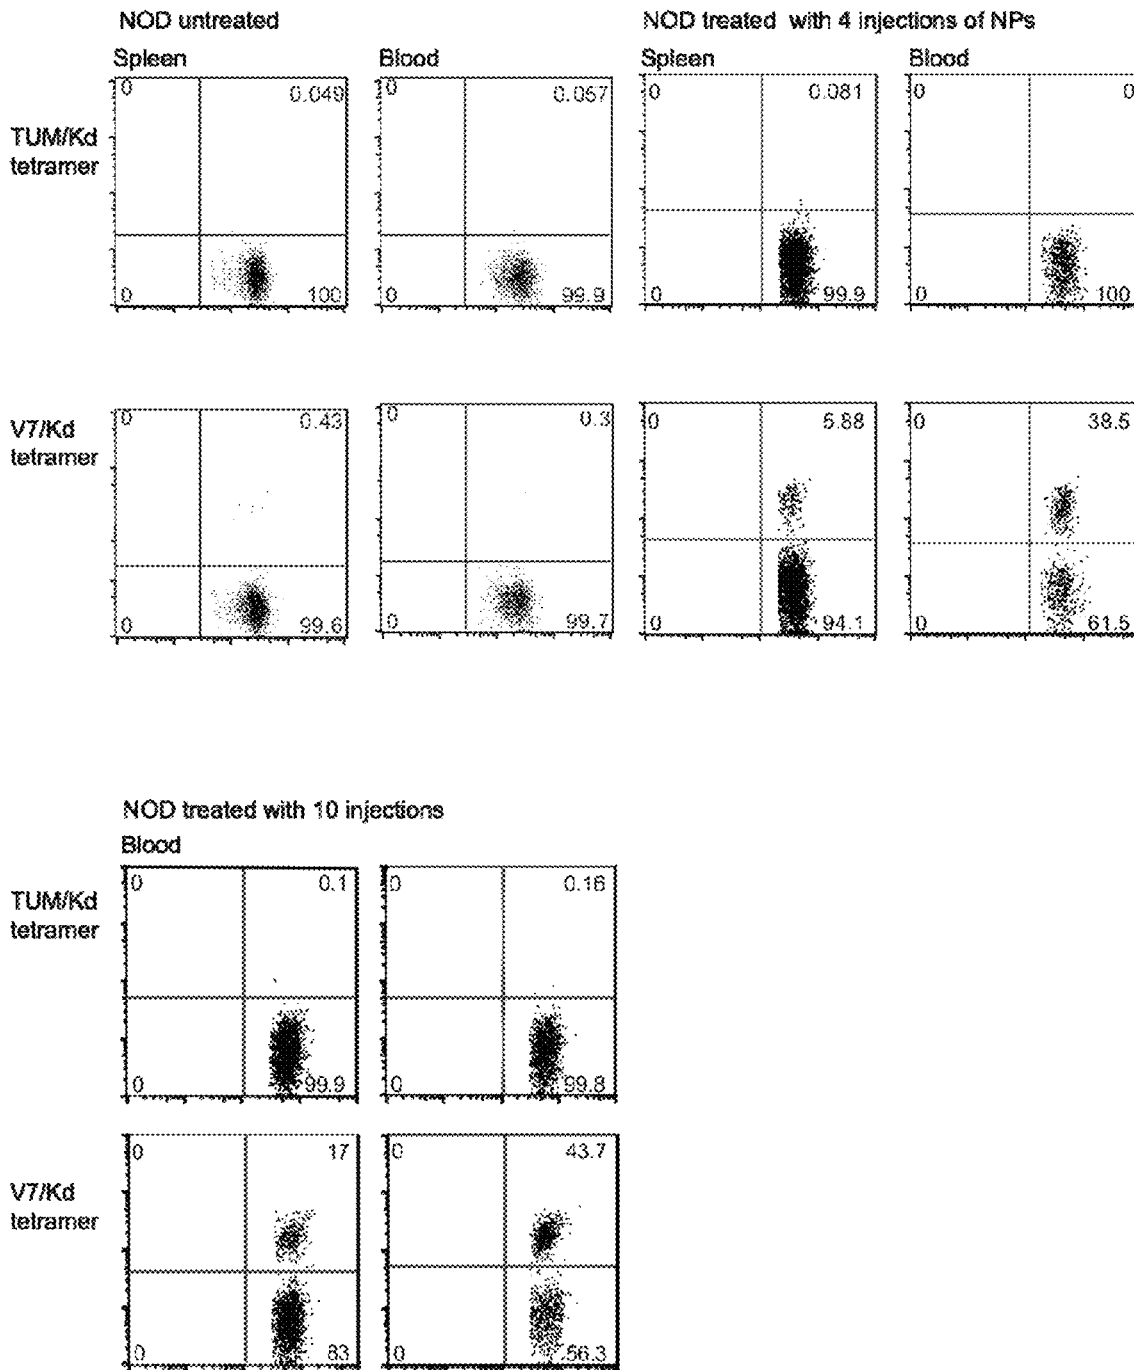 NOD untreated
NOD treated with 4 injections of NPs
Spleen
Blood
Spleen
Blood
TUM/Kd
tetramer
0 0.049
0 100
0 0.057
0 99.9
0 0.081
0 99.9
0 0
0 100
V7/Kd
tetramer
0 0.43
0 99.6
0 0.3
0 99.7
0 5.88
0 94.1
0 38.5
0 61.5
NOD treated with 10 injections
Blood
TUM/Kd
tetramer
0 0.1
0 99.9
0 0.16
0 99.8
V7/Kd
tetramer
0 17
0 83
0 43.7
0 56.3